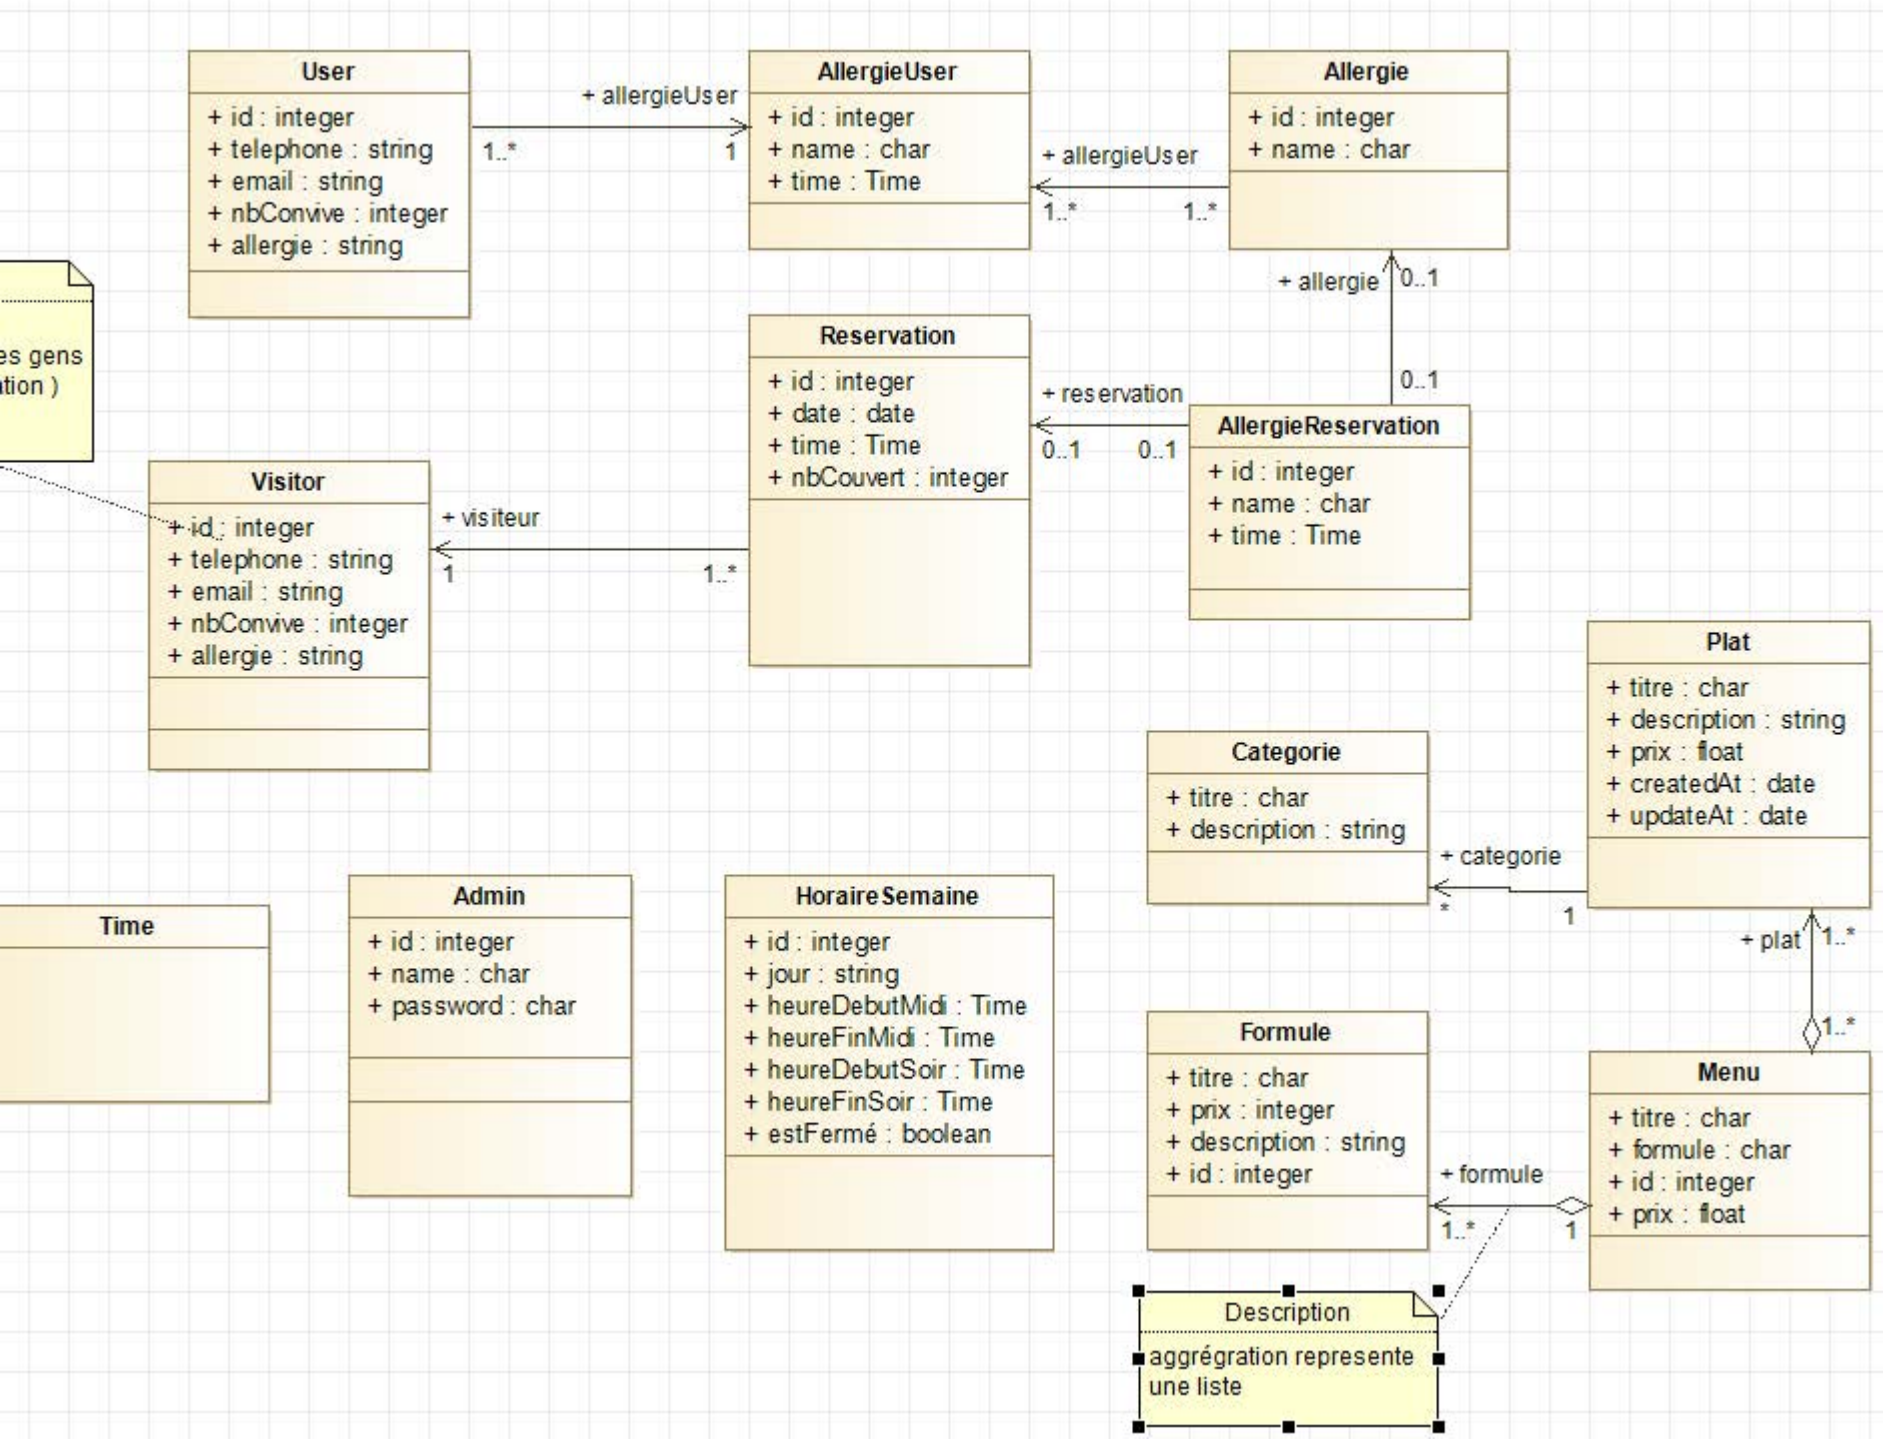 User
+ id : integer
+ telephone : string
+ email : string
+ nbConvive : integer
+ allergie : string
+ allergieUser
1..*
1
AllergieUser
+ id : integer
+ name : char
+ time : Time
+ allergieUser
1..*
1..*
Allergie
+ id : integer
+ name : char
+ allergie
0..1
0..1
es gens
ation )
Reservation
+ id : integer
+ date : date
+ time : Time
+ nbCouvert : integer
+ reservation
0..1
0..1
AllergieReservation
+ id : integer
+ name : char
+ time : Time
Visitor
+ id : integer
+ telephone : string
+ email : string
+ nbConvive : integer
+ allergie : string
+ visiteur
1
1..*
Plat
+ titre : char
+ description : string
+ prix : float
+ createdAt : date
+ updateAt : date
Categorie
+ titre : char
+ description : string
+ categorie
*
1
+ plat
1..*
1..*
Time
Admin
+ id : integer
+ name : char
+ password : char
HoraireSemaine
+ id : integer
+ jour : string
+ heureDebutMidi : Time
+ heureFinMidi : Time
+ heureDebutSoir : Time
+ heureFinSoir : Time
+ estFermé : boolean
Formule
+ titre : char
+ prix : integer
+ description : string
+ id : integer
+ formule
1..*
1
Menu
+ titre : char
+ formule : char
+ id : integer
+ prix : float
Description
aggrégration represente
une liste